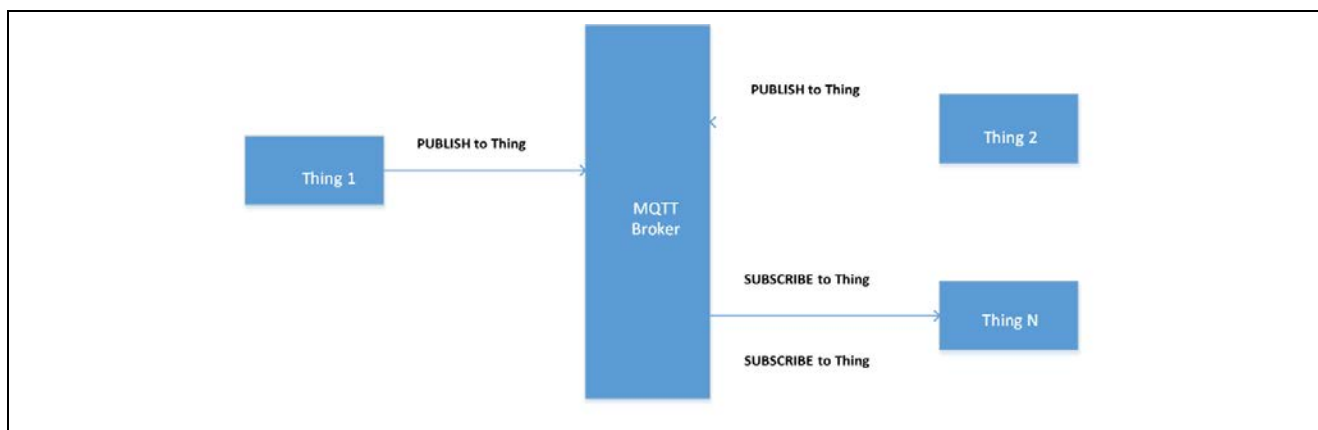 PUBLISH to Thing
Thing 1
MQTT
Broker
PUBLISH to Thing
Thing 2
SUBSCRIBE to Thing
Thing N
SUBSCRIBE to Thing